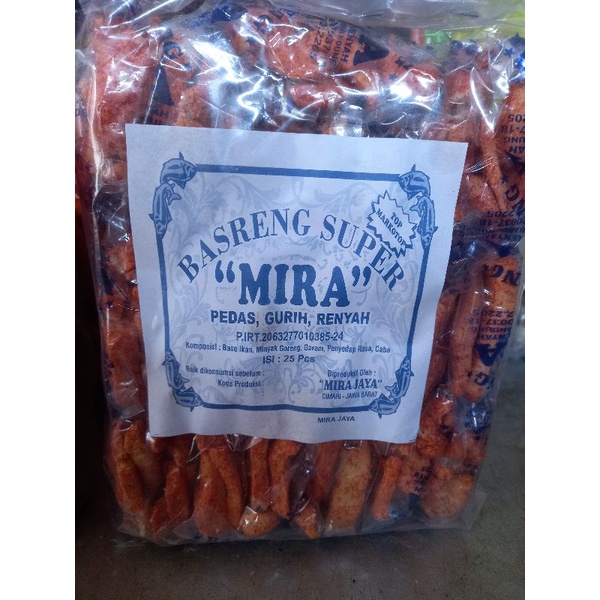 BASRENG SUPER
TOP
MARKOTOP
"MIRA"
PEDAS, GURIH, RENYAH
P.IRT.2063277010385-24
Komposisi : Baso Ikan, Minyak Goreng, Garam, Penyedap Rasa, Cabe
ISI : 25 Pcs
Baik dikonsumsi sebelum :
Kode Produksi :
Diproduksi Oleh :
"MIRA JAYA"
CIMAHI - JAWA BARAT
MIRA JAYA